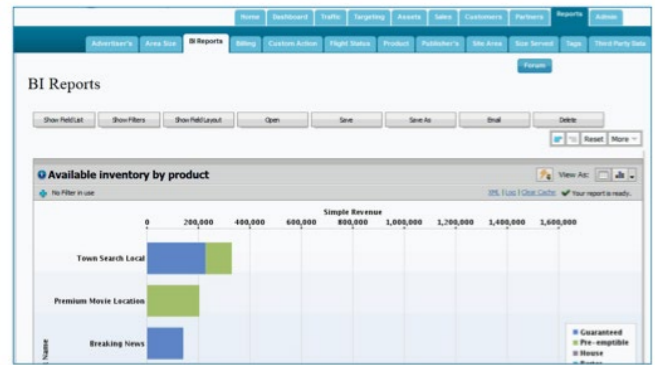 Home Dashboard Traffic Targeting Assets Sales Customers Partners Reports Admin
Advertiser's Area Size BI Reports Billing Custom Action Flight Status Product Publisher's Site Area Size Served Tags Third Party Data
Forum
BI Reports
Show Field List Show Filters Show Field Layout Open Save Save As Email Delete
Reset More
Available inventory by product View As:
No Filter in use XML | Log | Clear Cache Your report is ready.
Simple Revenue
0 200,000 400,000 600,000 800,000 1,000,000 1,200,000 1,400,000 1,600,000
Town Search Local
Premium Movie Location
Breaking News
Name
Guaranteed
Pre-emptible
House